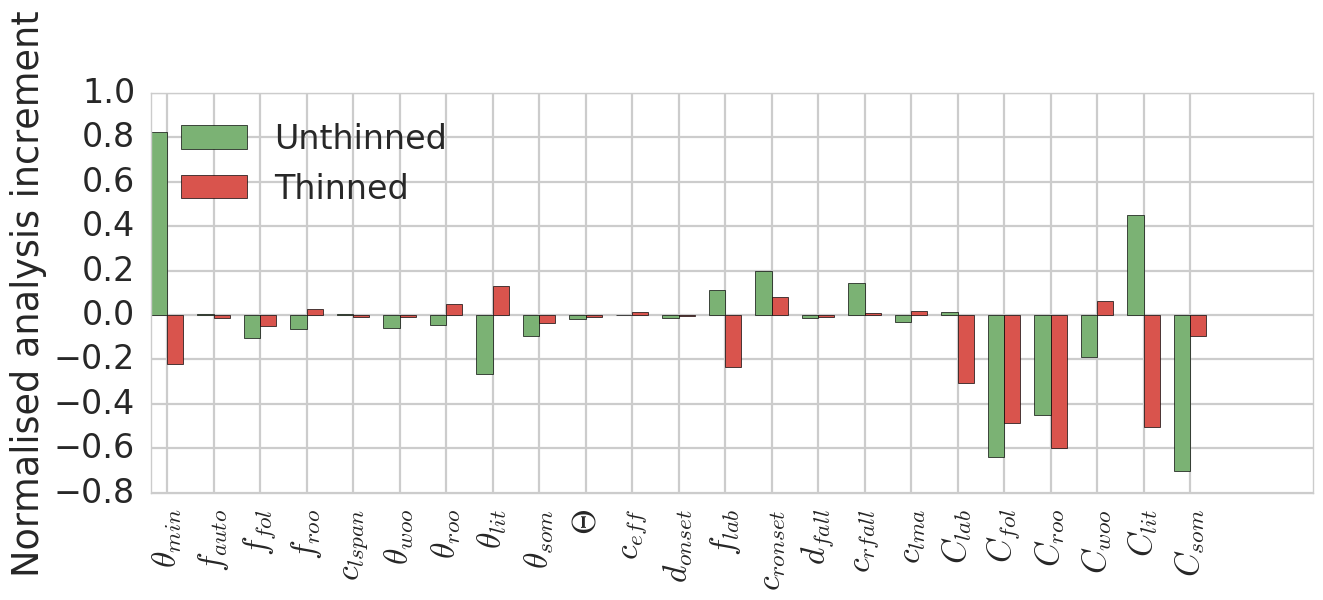 Normalised analysis increment
1.0
0.8
0.6
0.4
0.2
0.0
−0.2
−0.4
−0.6
−0.8
Unthinned
Thinned
θmin
fauto
ffol
froo
clspan
θwoo
θroo
θlit
θsom
Θ
ceff
donset
flab
cronset
dfall
crfall
clma
Clab
Cfol
Croo
Cwoo
Clit
Csom